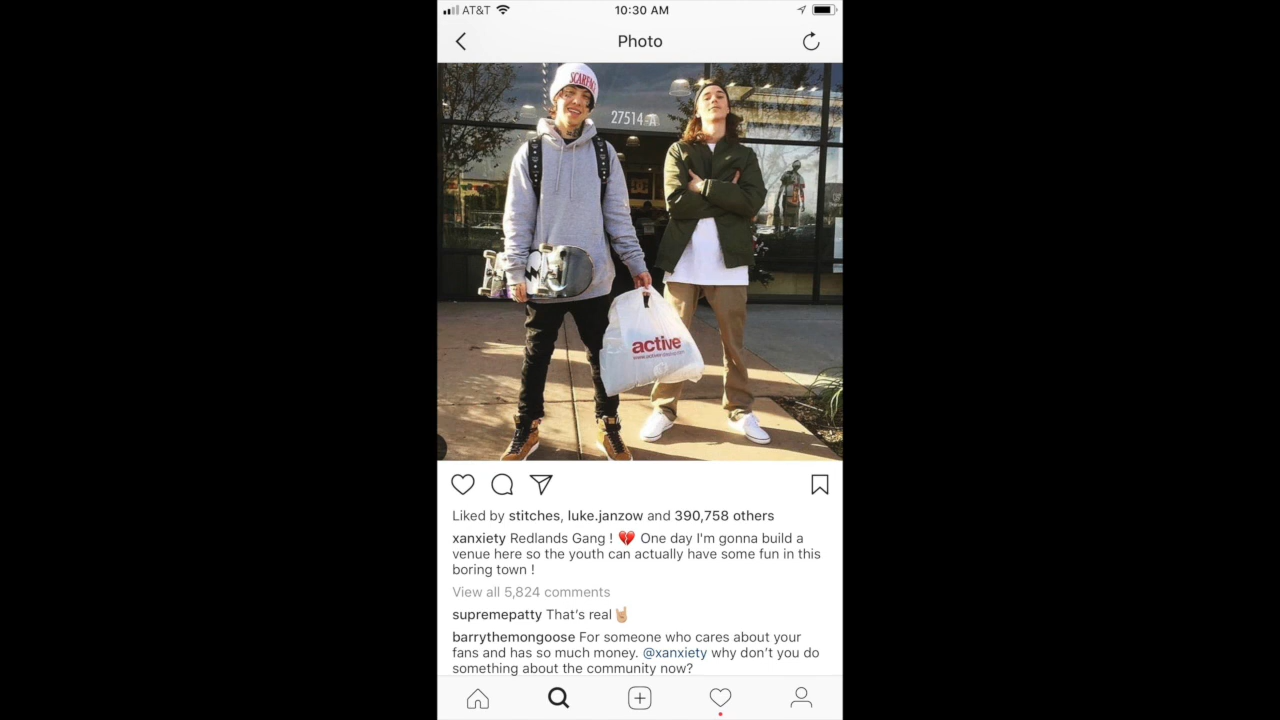 AT&T
10:30 AM
Photo
SCARFACE
27514-A
active
Liked by stitches, luke.janzow and 390,758 others
xanxiety Redlands Gang ! 💔 One day I'm gonna build a
venue here so the youth can actually have some fun in this
boring town !
View all 5,824 comments
supremepatty That's real🤘🏼
barrythemongoose For someone who cares about your
fans and has so much money. @xanxiety why don't you do
something about the community now?